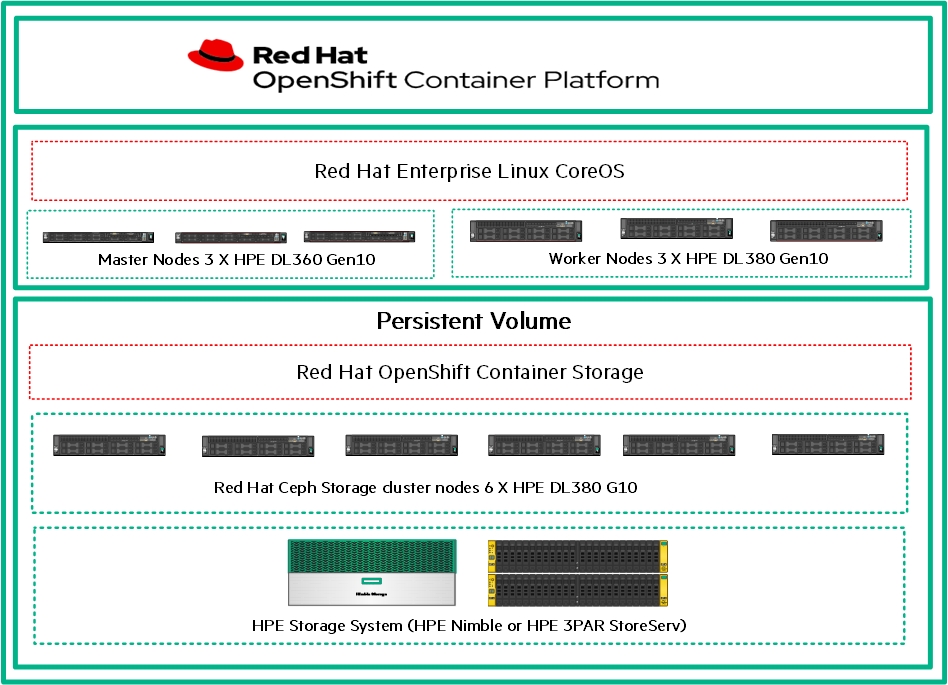 Red Hat
OpenShift Container Platform
Red Hat Enterprise Linux CoreOS
Master Nodes 3 X HPE DL360 Gen10
Worker Nodes 3 X HPE DL380 Gen10
Persistent Volume
Red Hat OpenShift Container Storage
Red Hat Ceph Storage cluster nodes 6 X HPE DL380 G10
Nimble Storage
HPE Storage System (HPE Nimble or HPE 3PAR StoreServ)